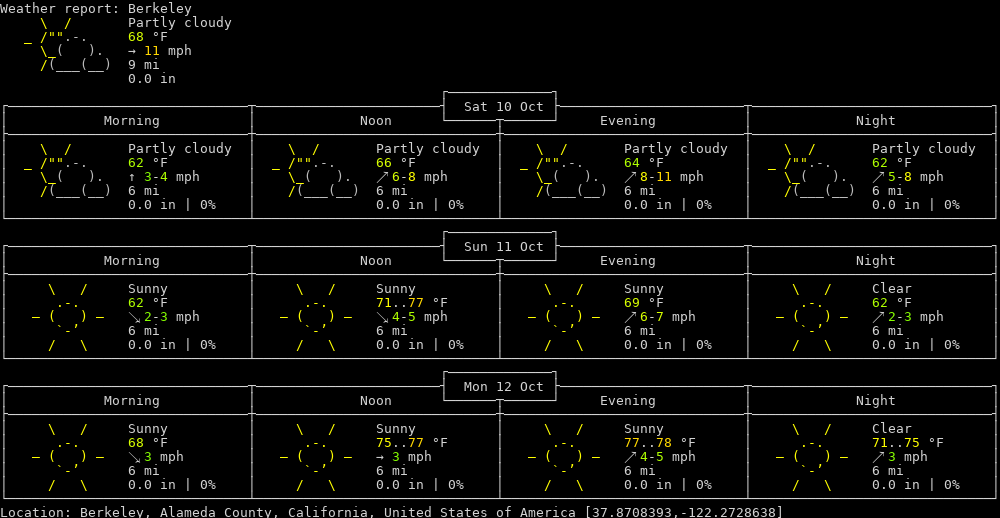 Weather report: Berkeley
Partly cloudy
68 °F
→ 11 mph
9 mi
0.0 in
Sat 10 Oct
Morning Noon Evening Night
Partly cloudy Partly cloudy Partly cloudy Partly cloudy
62 °F 66 °F 64 °F 62 °F
↑ 3-4 mph ↗ 6-8 mph ↗ 8-11 mph ↗ 5-8 mph
6 mi 6 mi 6 mi 6 mi
0.0 in | 0% 0.0 in | 0% 0.0 in | 0% 0.0 in | 0%
Sun 11 Oct
Morning Noon Evening Night
Sunny Sunny Sunny Clear
62 °F 71..77 °F 69 °F 62 °F
↘ 2-3 mph ↘ 4-5 mph ↗ 6-7 mph ↗ 2-3 mph
6 mi 6 mi 6 mi 6 mi
0.0 in | 0% 0.0 in | 0% 0.0 in | 0% 0.0 in | 0%
Mon 12 Oct
Morning Noon Evening Night
Sunny Sunny Sunny Clear
68 °F 75..77 °F 77..78 °F 71..75 °F
↘ 3 mph → 3 mph ↗ 4-5 mph ↗ 3 mph
6 mi 6 mi 6 mi 6 mi
0.0 in | 0% 0.0 in | 0% 0.0 in | 0% 0.0 in | 0%
Location: Berkeley, Alameda County, California, United States of America [37.8708393,-122.2728638]